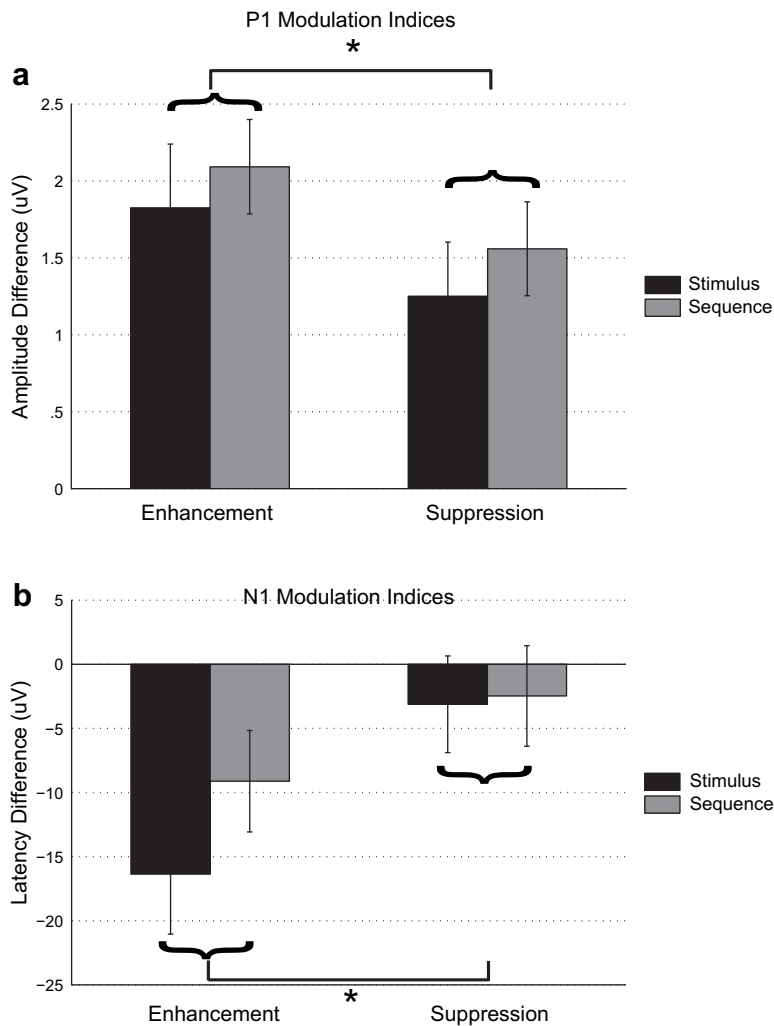 P1 Modulation Indices
*
a
2.5
2
1.5
1
.5
0
Amplitude Difference (uV)
Enhancement
Suppression
Stimulus
Sequence
b
N1 Modulation Indices
5
0
−5
−10
−15
−20
−25
Latency Difference (uV)
Stimulus
Sequence
*
Enhancement
Suppression